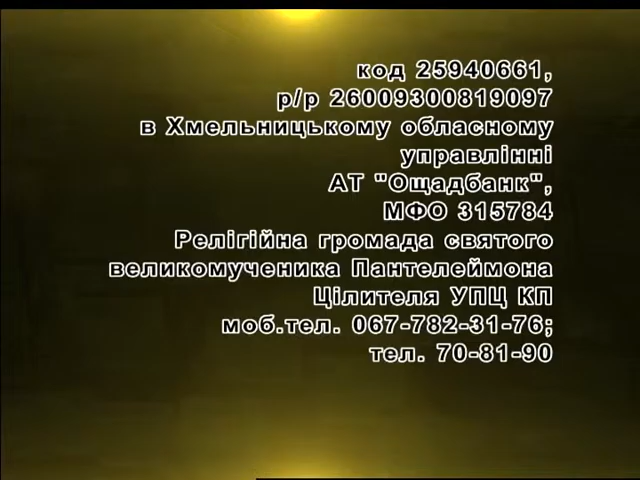 код 25940661,
р/р 26009300819097
в Хмельницькому обласному
управлінні
АТ "Ощадбанк",
МФО 315784
Релігійна громада святого
великомученика Пантелеймона
Цілителя УПЦ КП
моб.тел. 067-782-31-76;
тел. 70-81-90